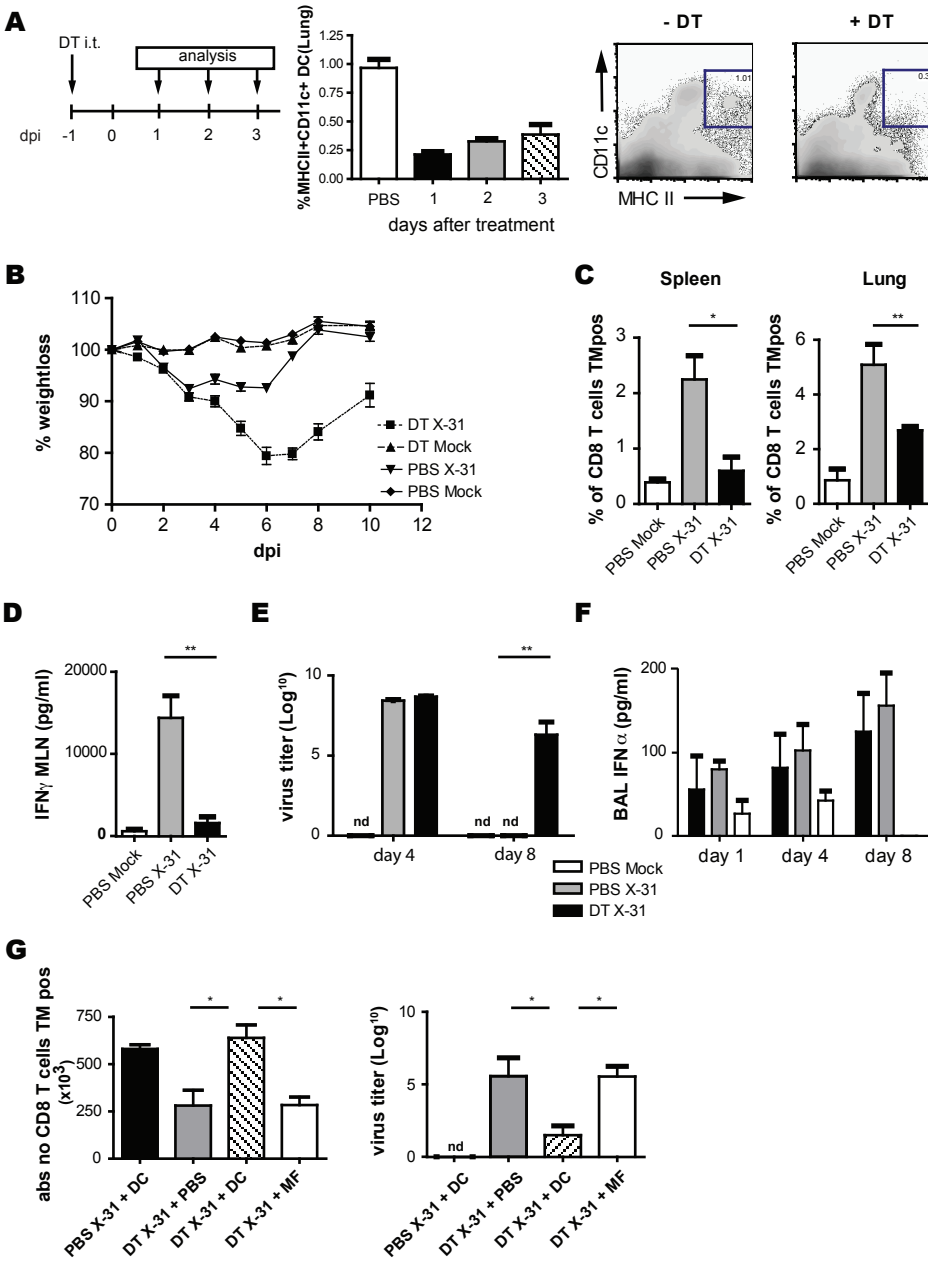 A
DT i.t.
analysis
dpi
-1 0 1 2 3
%MHCII+CD11c+ DC(Lung)
1.25
1.00
0.75
0.50
0.25
0.00
PBS 1 2 3
days after treatment
- DT
+ DT
1.01
0.3
CD11c
MHC II
B
% weightloss
110
100
90
80
70
0 2 4 6 8 10 12
dpi
DT X-31
DT Mock
PBS X-31
PBS Mock
C
Spleen
% of CD8 T cells TMpos
3
2
1
0
*
PBS Mock
PBS X-31
DT X-31
Lung
% of CD8 T cells TMpos
6
4
2
0
**
PBS Mock
PBS X-31
DT X-31
D
IFNγ MLN (pg/ml)
20000
10000
0
**
PBS Mock
PBS X-31
DT X-31
E
virus titer (Log¹⁰)
10
5
0
**
nd
nd nd
day 4 day 8
F
BAL IFN α (pg/ml)
200
100
0
day 1 day 4 day 8
PBS Mock
PBS X-31
DT X-31
G
abs no CD8 T cells TM pos
(x10³)
750
500
250
0
* *
PBS X-31 + DC
DT X-31 + PBS
DT X-31 + DC
DT X-31 + MF
virus titer (Log¹⁰)
10
5
0
nd
* *
PBS X-31 + DC
DT X-31 + PBS
DT X-31 + DC
DT X-31 + MF